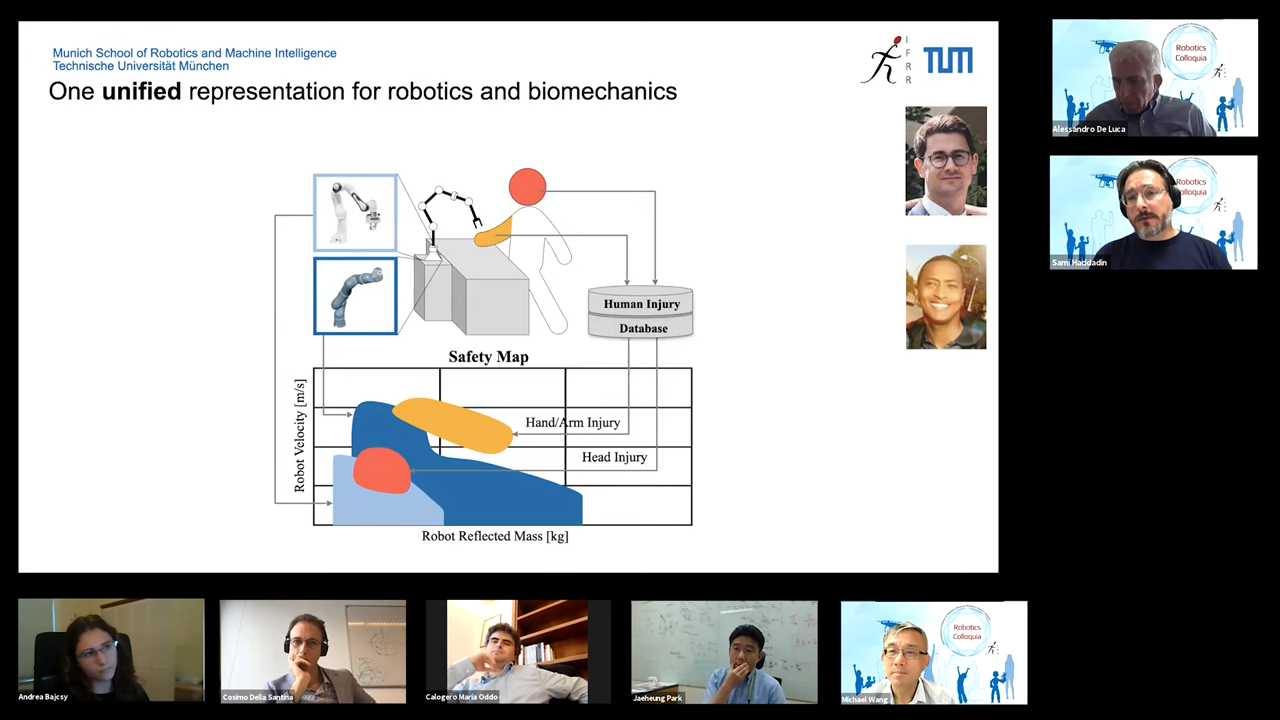 Munich School of Robotics and Machine Intelligence
Technische Universität München
One unified representation for robotics and biomechanics
IFRR
TUM
Human Injury
Database
Safety Map
Robot Velocity [m/s]
Hand/Arm Injury
Head Injury
Robot Reflected Mass [kg]
Robotics
Colloquia
Alessandro De Luca
Robotics
Colloquia
Sami Haddadin
Andrea Bajcsy
Cosimo Della Santina
Calogero Maria Oddo
Jaeheung Park
Robotics
Colloquia
Michael Wang